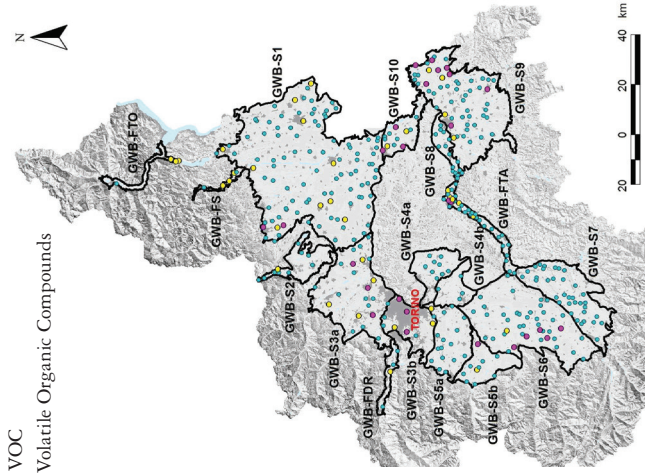 VOC
Volatile Organic Compounds
N
GWB-FTO
GWB-FS
GWB-S1
GWB-S2
GWB-S3a
GWB-FDR
GWB-S3b
TORINO
GWB-S4a
GWB-S10
GWB-S8
GWB-S9
GWB-FTA
GWB-S4b
GWB-S5a
GWB-S5b
GWB-S6
GWB-S7
20 0 20 40 km